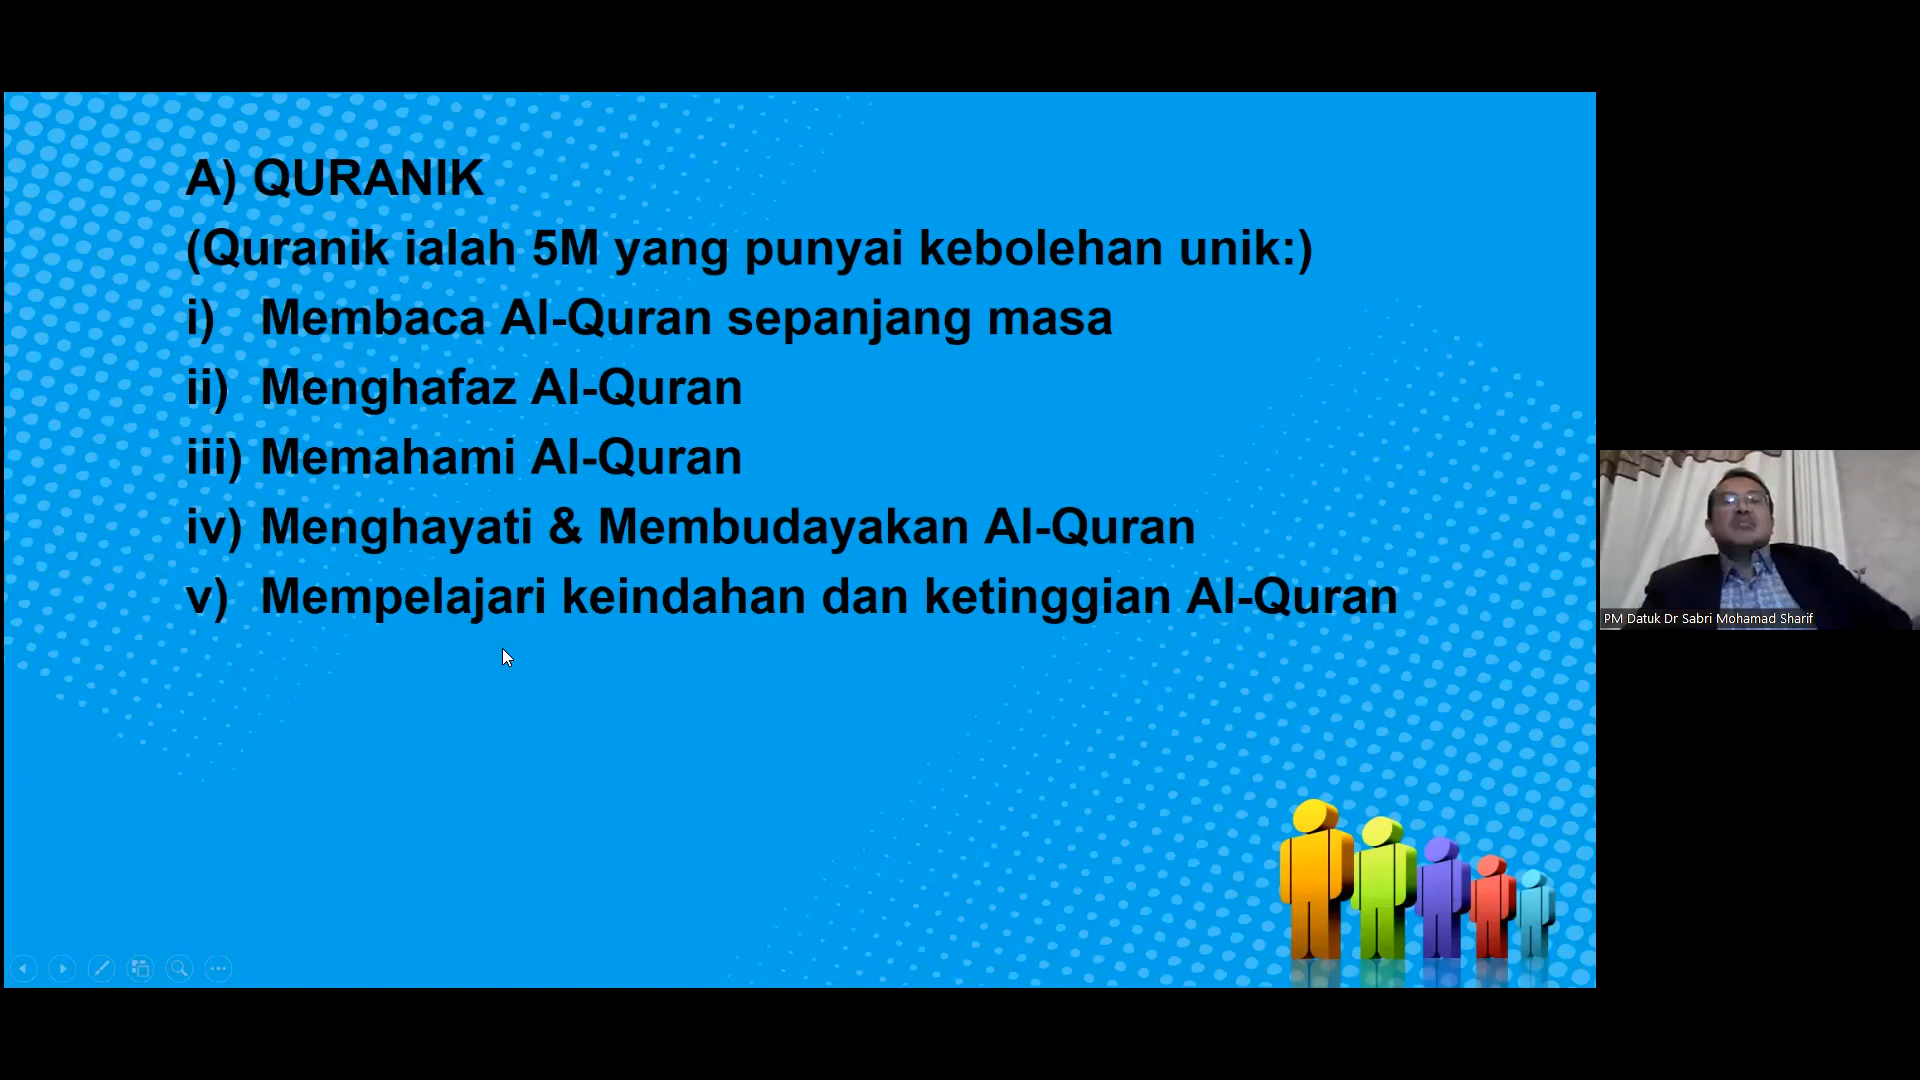 A) QURANIK
(Quranik ialah 5M yang punyai kebolehan unik:)
i) Membaca Al-Quran sepanjang masa
ii) Menghafaz Al-Quran
iii) Memahami Al-Quran
iv) Menghayati & Membudayakan Al-Quran
v) Mempelajari keindahan dan ketinggian Al-Quran
PM Datuk Dr Sabri Mohamad Sharif